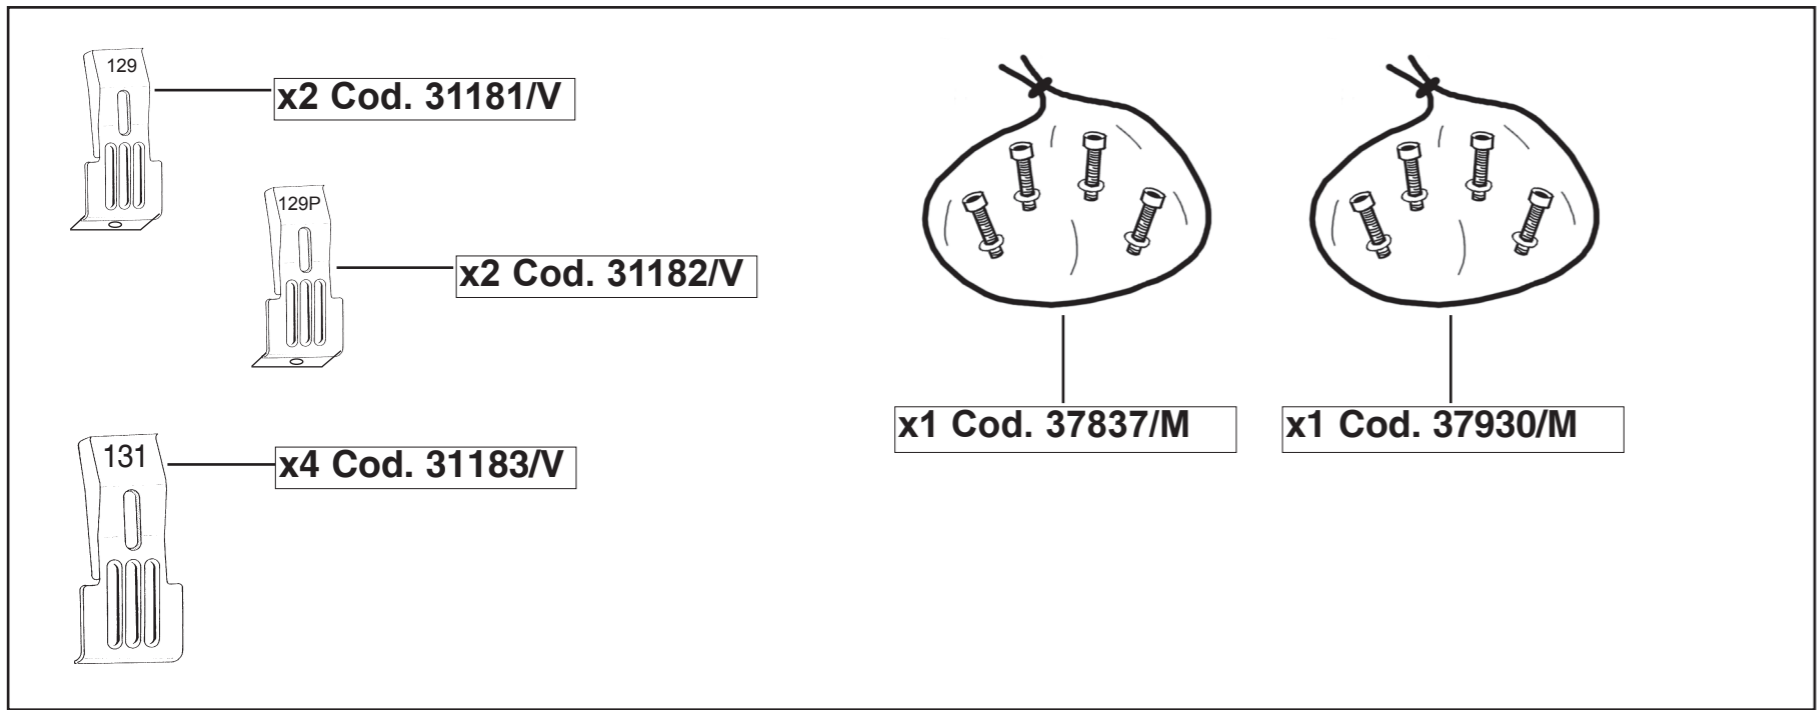 129
x2 Cod. 31181/V
129P
x2 Cod. 31182/V
131
x4 Cod. 31183/V
x1 Cod. 37837/M
x1 Cod. 37930/M